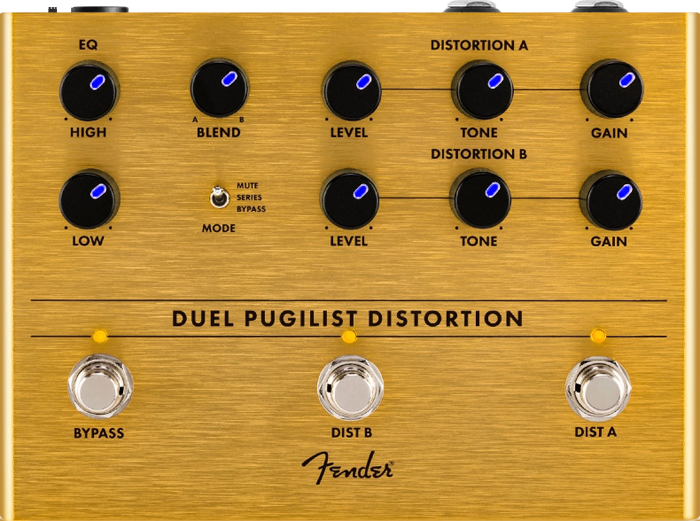 EQ
DISTORTION A
A B
HIGH
BLEND
LEVEL
TONE
GAIN
DISTORTION B
MUTE
SERIES
BYPASS
MODE
LOW
LEVEL
TONE
GAIN
DUEL PUGILIST DISTORTION
BYPASS
DIST B
DIST A
Fender